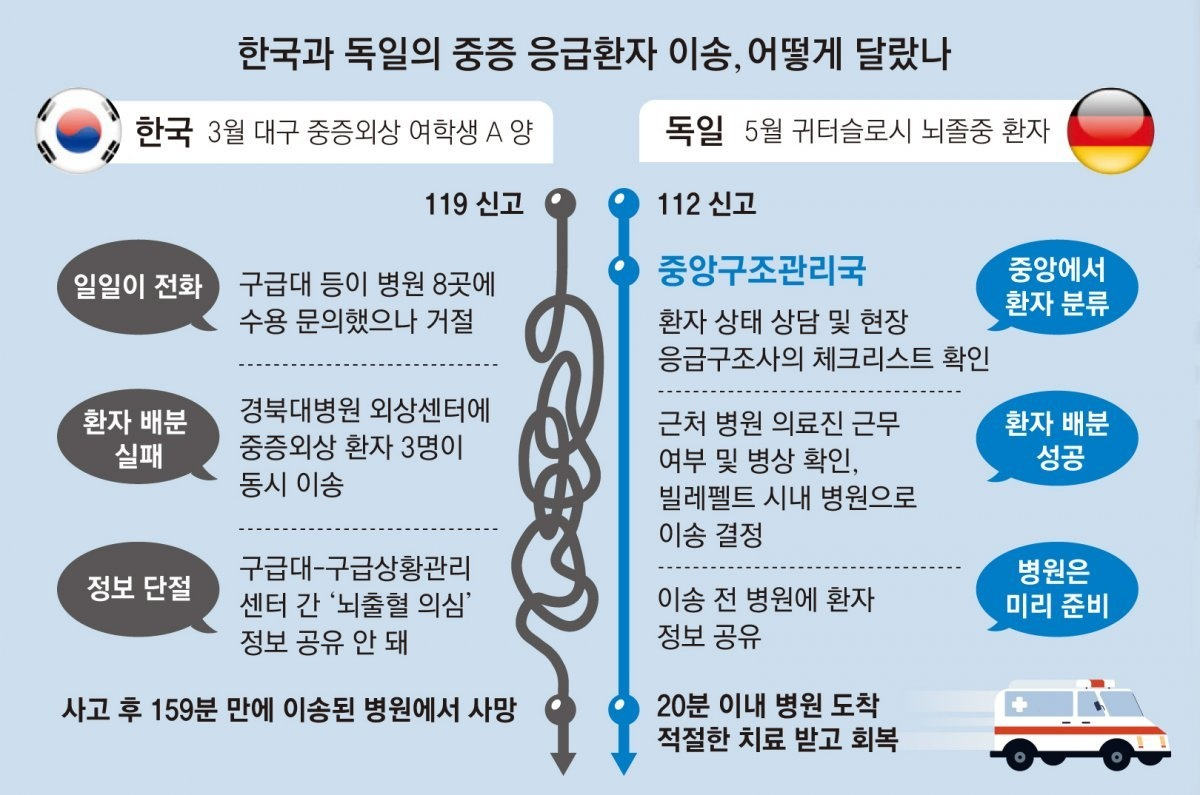 한국과 독일의 중증 응급환자 이송, 어떻게 달랐나
한국 3월 대구 중증외상 여학생 A 양
119 신고
일일이 전화
구급대 등이 병원 8곳에
수용 문의했으나 거절
환자 배분
실패
경북대병원 외상센터에
중증외상 환자 3명이
동시 이송
정보 단절
구급대-구급상황관리
센터 간 ‘뇌출혈 의심’
정보 공유 안 돼
사고 후 159분 만에 이송된 병원에서 사망
독일 5월 귀터슬로시 뇌졸중 환자
112 신고
중앙구조관리국
환자 상태 상담 및 현장
응급구조사의 체크리스트 확인
중앙에서
환자 분류
근처 병원 의료진 근무
여부 및 병상 확인,
빌레펠트 시내 병원으로
이송 결정
환자 배분
성공
이송 전 병원에 환자
정보 공유
병원은
미리 준비
20분 이내 병원 도착
적절한 치료 받고 회복